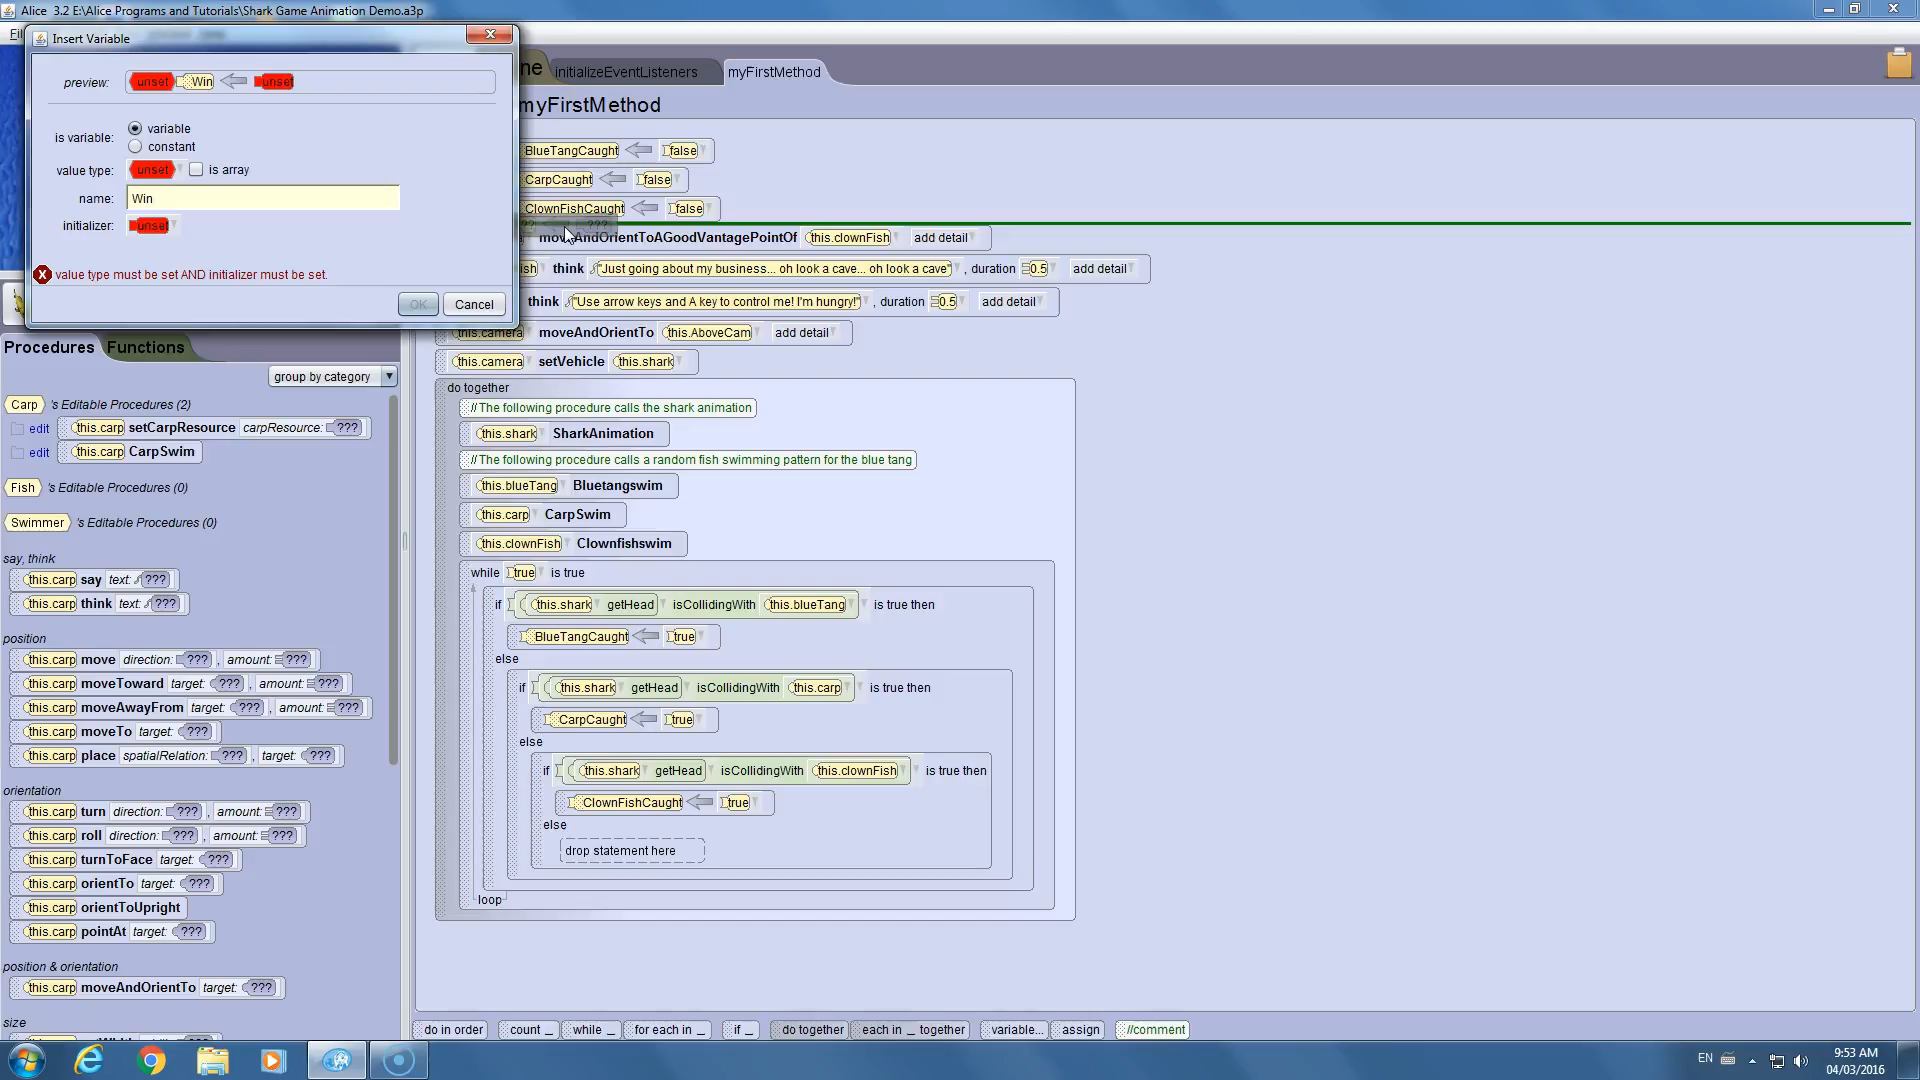 Alice 3.2 E:\Alice Programs and Tutorials\Shark Game Animation Demo.a3p
Insert Variable
preview: unset Win unset
is variable: variable
constant
value type: unset is array
name: Win
initializer: unset
value type must be set AND initializer must be set.
OK Cancel
initializeEventListeners myFirstMethod
myFirstMethod
BlueTangCaught false
CarpCaught false
ClownFishCaught false
moveAndOrientToAGoodVantagePointOf this.clownFish add detail
think "Just going about my business... oh look a cave... oh look a cave" , duration 0.5 add detail
think "Use arrow keys and A key to control me! I'm hungry!" , duration 0.5 add detail
this.camera moveAndOrientTo this.AboveCam add detail
this.camera setVehicle this.shark
do together
//The following procedure calls the shark animation
this.shark SharkAnimation
//The following procedure calls a random fish swimming pattern for the blue tang
this.blueTang Bluetangswim
this.carp CarpSwim
this.clownFish Clownfishswim
while true is true
if this.shark getHead isCollidingWith this.blueTang is true then
BlueTangCaught true
else
if this.shark getHead isCollidingWith this.carp is true then
CarpCaught true
else
if this.shark getHead isCollidingWith this.clownFish is true then
ClownFishCaught true
else
drop statement here
loop
Procedures Functions
group by category
Carp 's Editable Procedures (2)
edit this.carp setCarpResource carpResource: ???
edit this.carp CarpSwim
Fish 's Editable Procedures (0)
Swimmer 's Editable Procedures (0)
say, think
this.carp say text: ???
this.carp think text: ???
position
this.carp move direction: ??? , amount: ???
this.carp moveToward target: ??? , amount: ???
this.carp moveAwayFrom target: ??? , amount: ???
this.carp moveTo target: ???
this.carp place spatialRelation: ??? , target: ???
orientation
this.carp turn direction: ??? , amount: ???
this.carp roll direction: ??? , amount: ???
this.carp turnToFace target: ???
this.carp orientTo target: ???
this.carp orientToUpright
this.carp pointAt target: ???
position & orientation
this.carp moveAndOrientTo target: ???
size
do in order count _ while _ for each in _ if _ do together each in _ together variable... assign //comment
EN
9:53 AM
04/03/2016